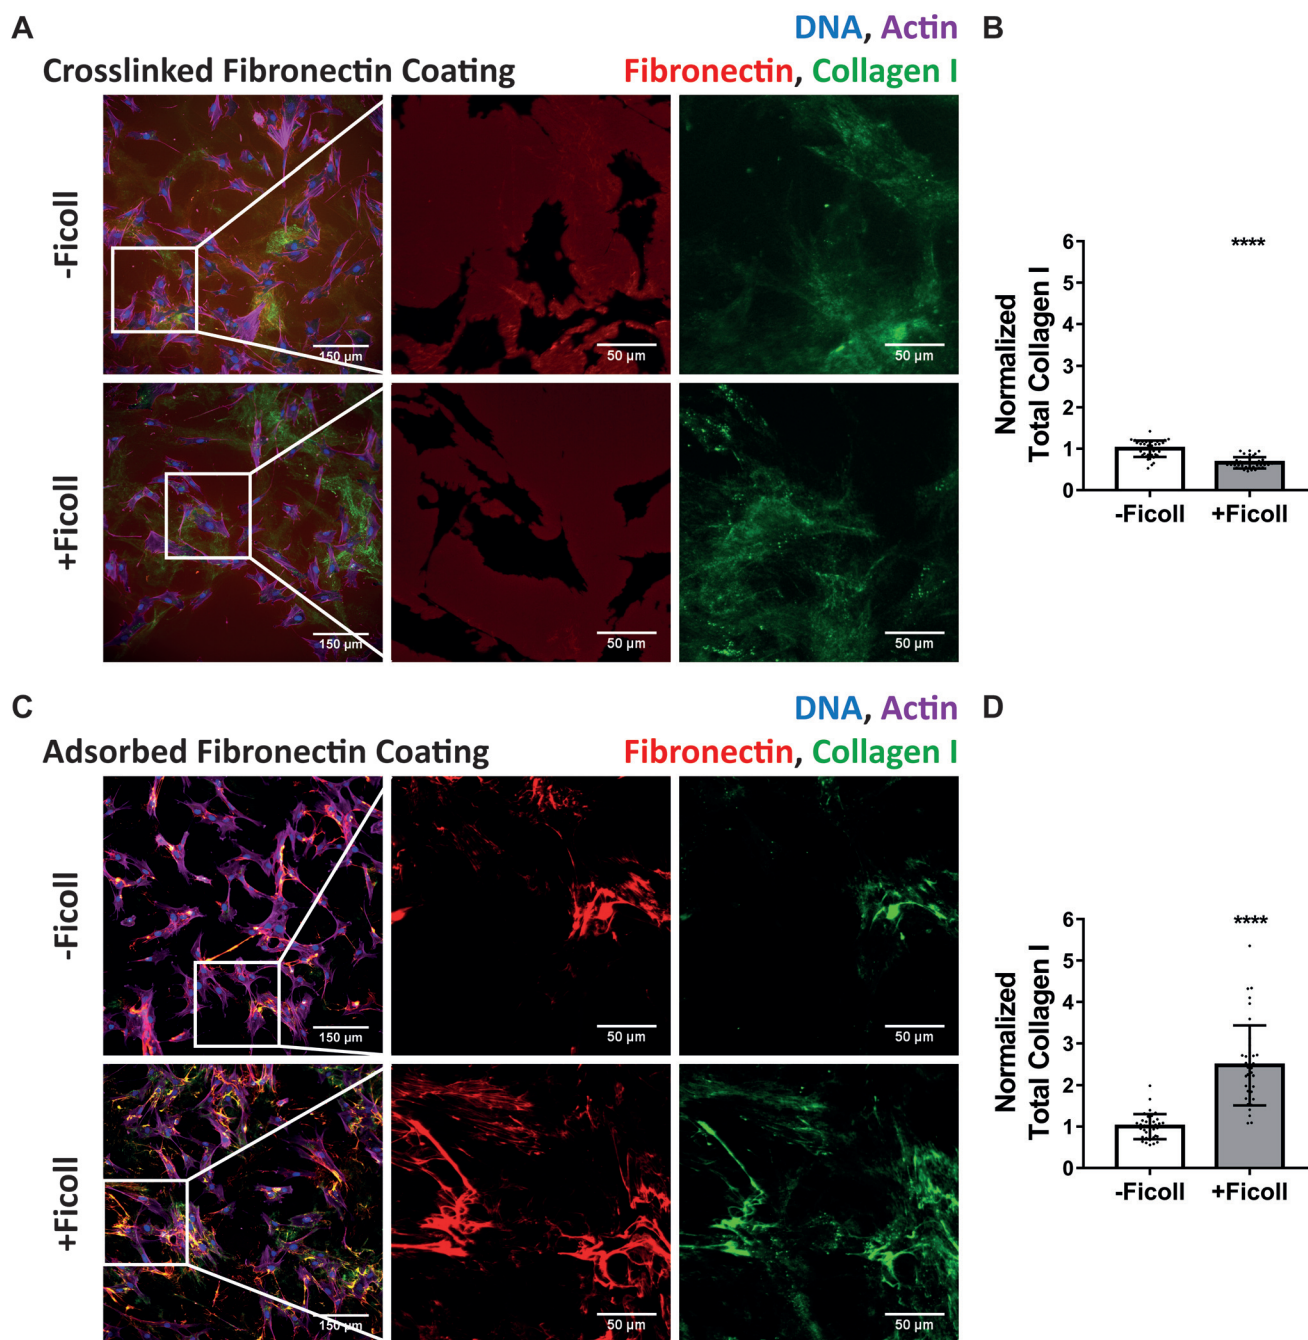 A
DNA, Actin
Crosslinked Fibronectin Coating
Fibronectin, Collagen I
-Ficoll
150 µm
50 µm
50 µm
+Ficoll
150 µm
50 µm
50 µm
B
Normalized
Total Collagen I
6
5
4
3
2
1
0
****
-Ficoll
+Ficoll
C
DNA, Actin
Adsorbed Fibronectin Coating
Fibronectin, Collagen I
-Ficoll
150 µm
50 µm
50 µm
+Ficoll
150 µm
50 µm
50 µm
D
Normalized
Total Collagen I
6
5
4
3
2
1
0
****
-Ficoll
+Ficoll